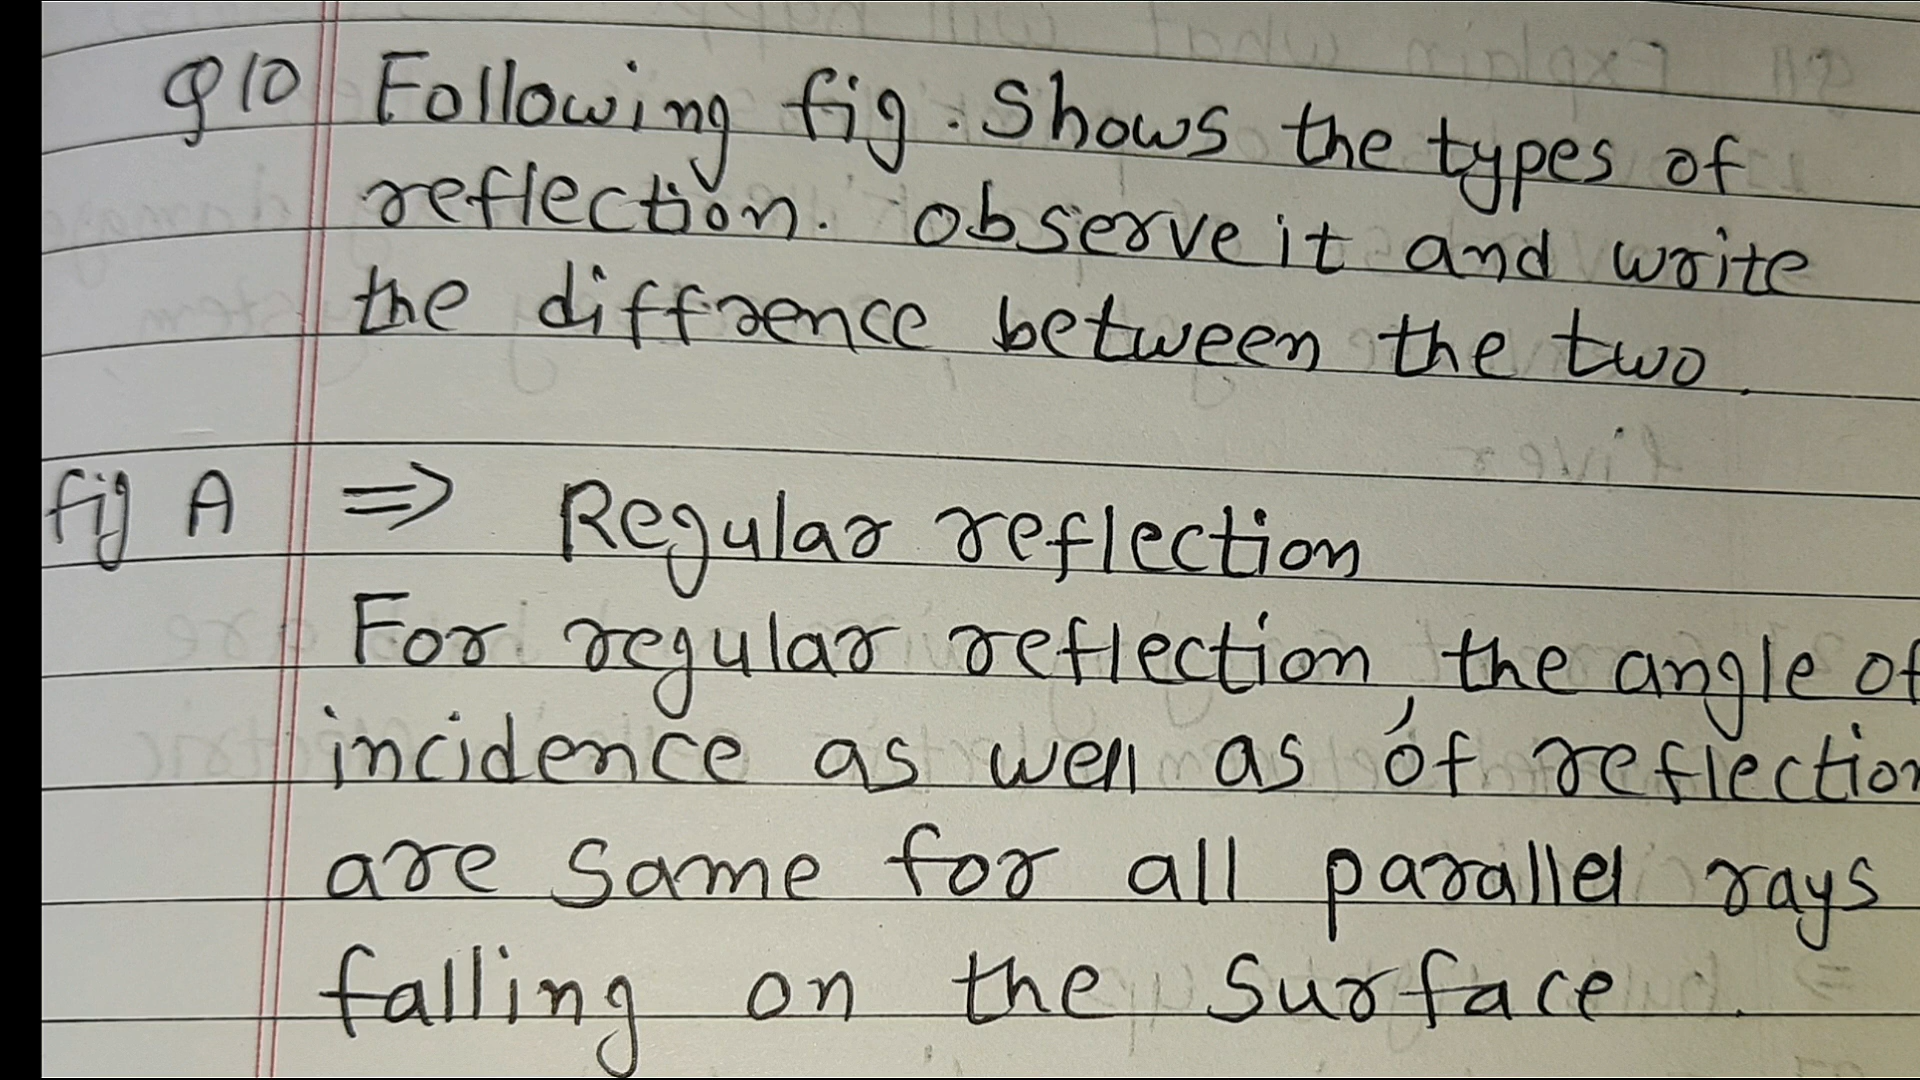 Q10 Following fig. Shows the types of
reflection. observe it and write
the diffrence between the two.
fig A ⇒ Regular reflection
For regular reflection, the angle of
incidence as well as of reflection
are same for all parallel rays
falling on the surface.